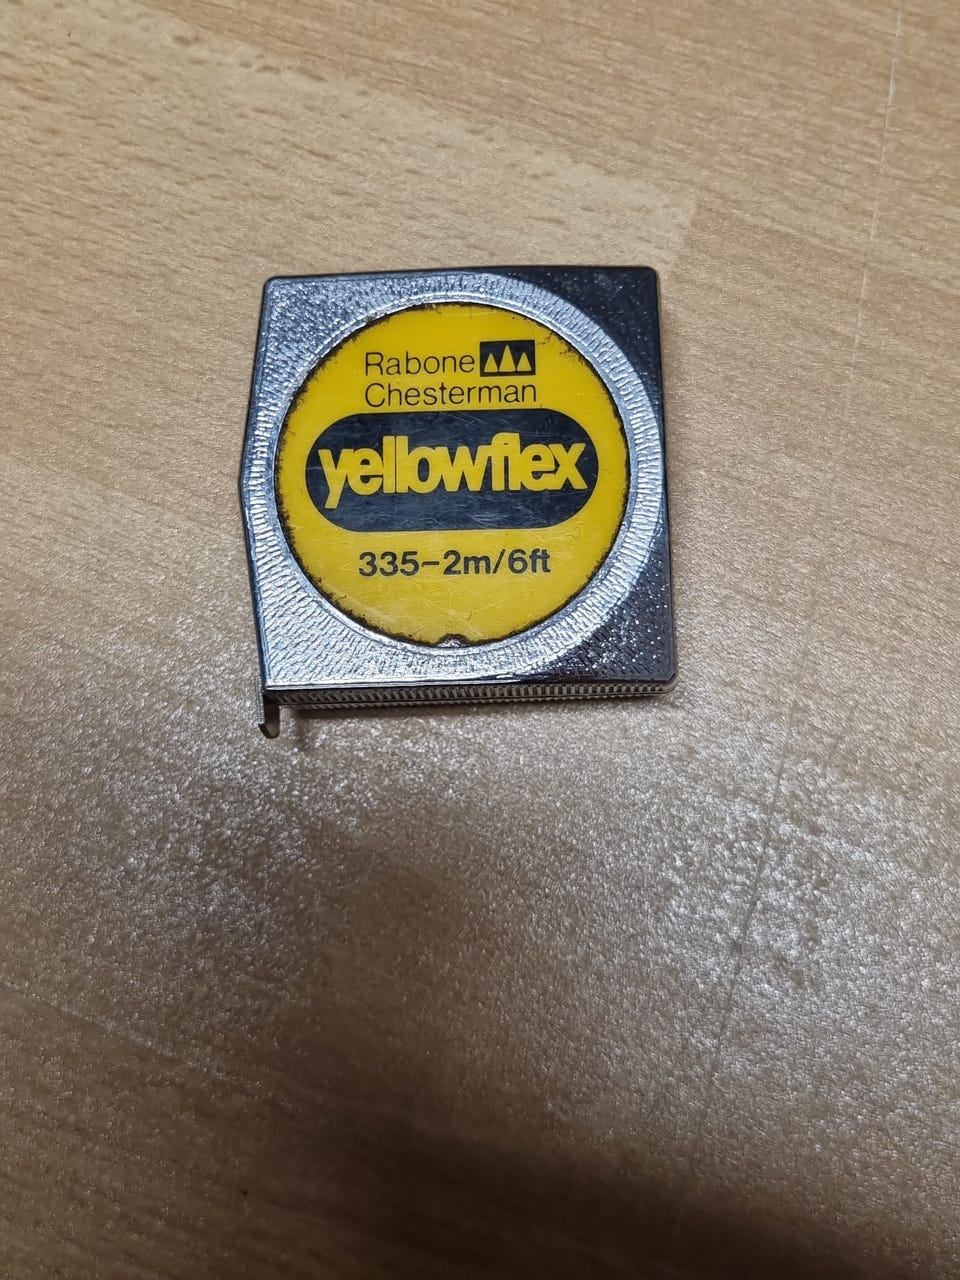 Rabone
Chesterman
yellowflex
335-2m/6ft